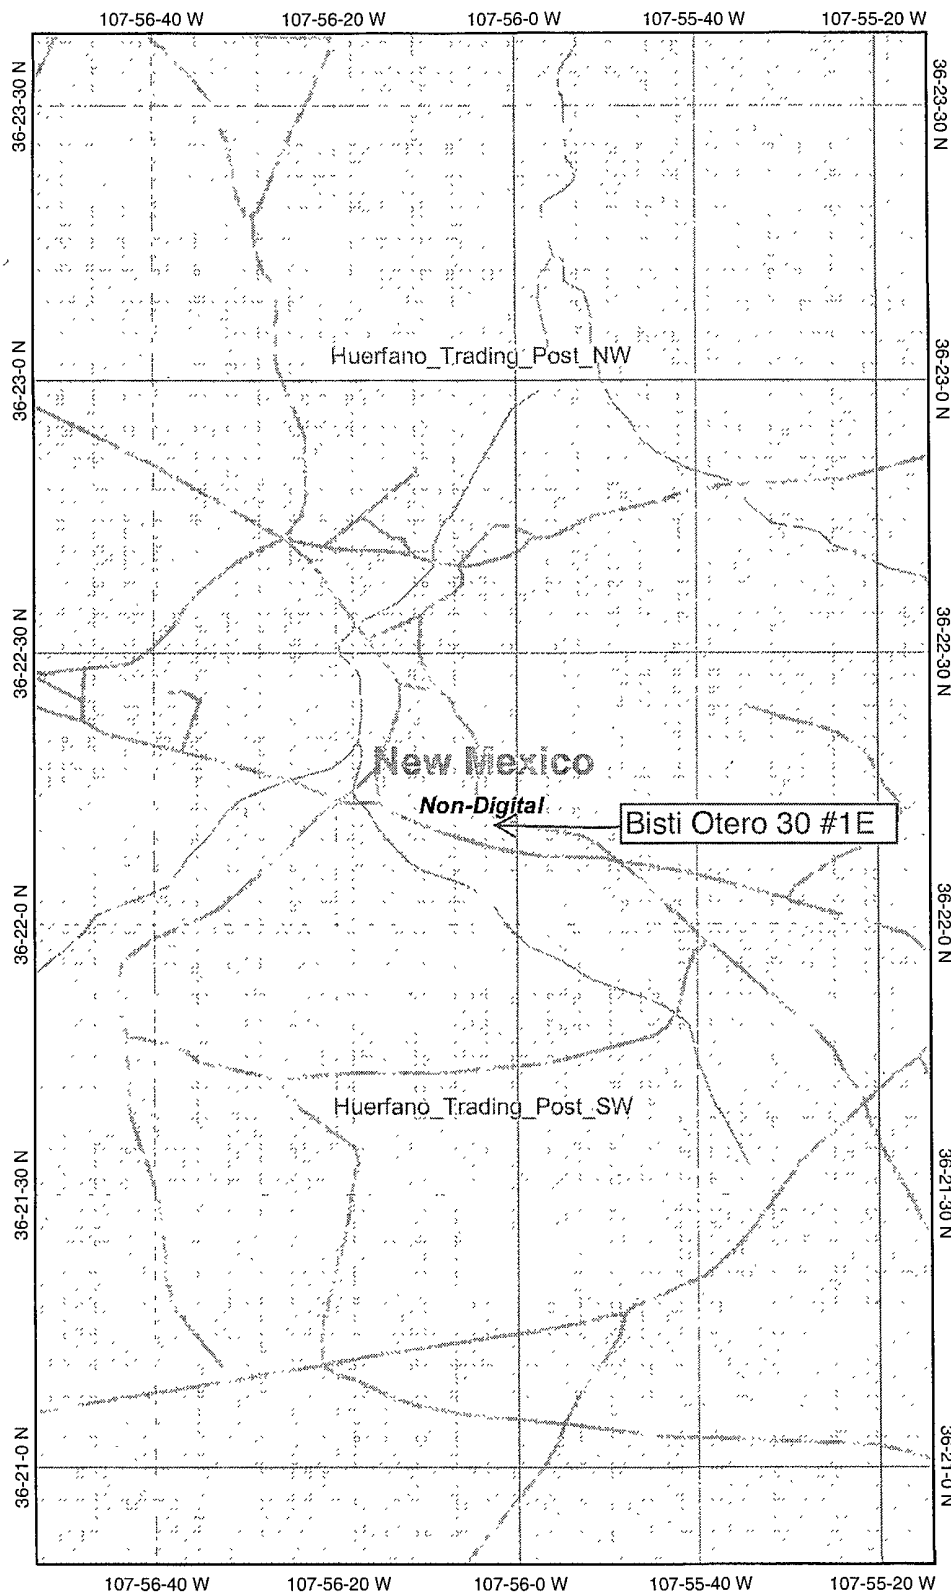 107-56-40 W 107-56-20 W 107-56-0 W 107-55-40 W 107-55-20 W
36-23-30 N 36-23-30 N
Huerfano_Trading_Post_NW
36-23-0 N 36-23-0 N
36-22-30 N 36-22-30 N
New Mexico
Non-Digital
Bisti Otero 30 #1E
36-22-0 N 36-22-0 N
Huerfano_Trading_Post_SW
36-21-30 N 36-21-30 N
36-21-0 N 36-21-0 N
107-56-40 W 107-56-20 W 107-56-0 W 107-55-40 W 107-55-20 W